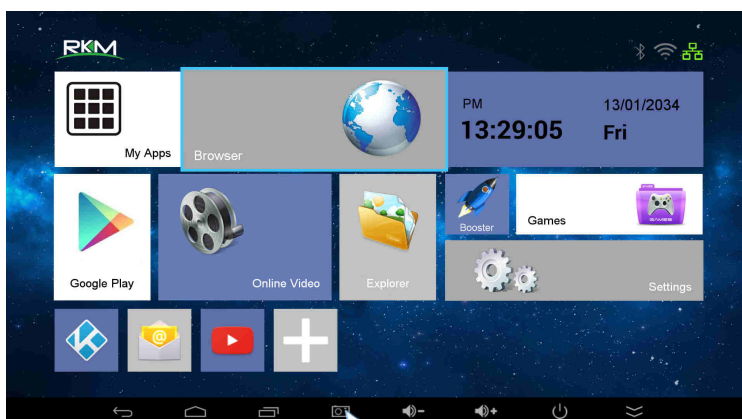 RKM
My Apps
Browser
PM
13/01/2034
13:29:05
Fri
Google Play
Online Video
Explorer
Booster
Games
GAMES
Settings